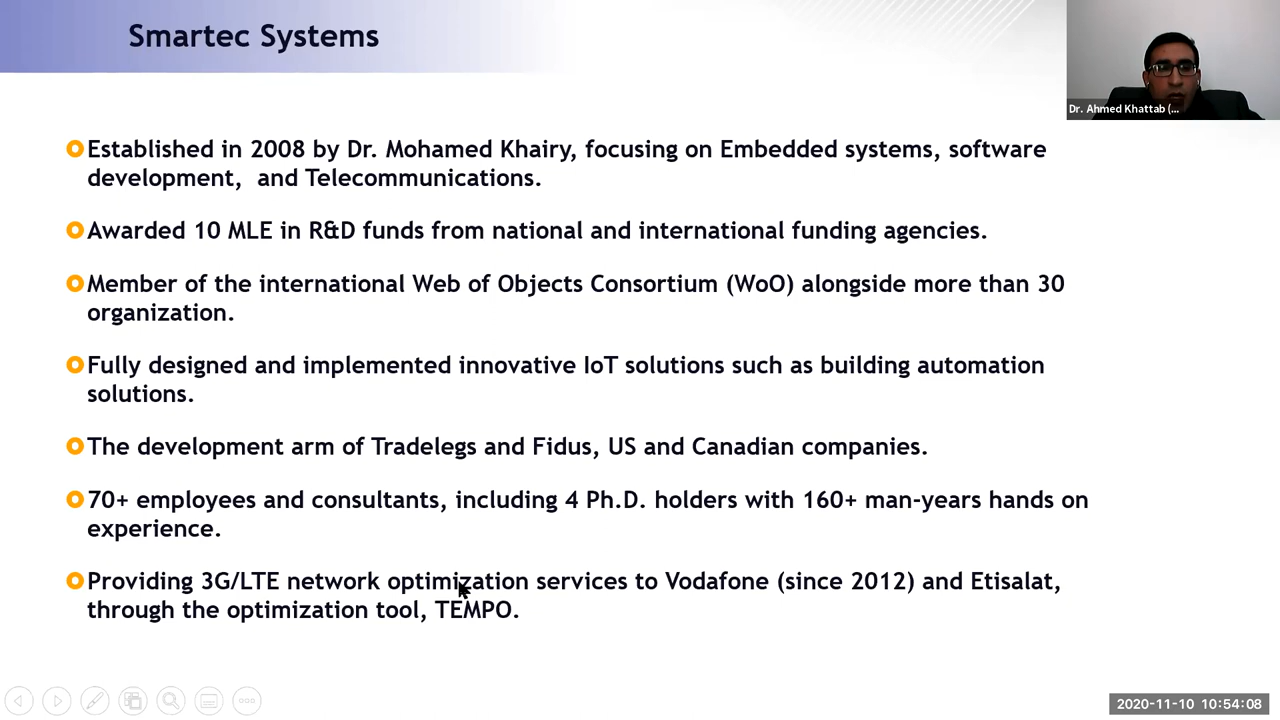 Smartec Systems
Dr. Ahmed Khattab (...
Established in 2008 by Dr. Mohamed Khairy, focusing on Embedded systems, software
development,  and Telecommunications.
Awarded 10 MLE in R&D funds from national and international funding agencies.
Member of the international Web of Objects Consortium (WoO) alongside more than 30
organization.
Fully designed and implemented innovative IoT solutions such as building automation
solutions.
The development arm of Tradelegs and Fidus, US and Canadian companies.
70+ employees and consultants, including 4 Ph.D. holders with 160+ man-years hands on
experience.
Providing 3G/LTE network optimization services to Vodafone (since 2012) and Etisalat,
through the optimization tool, TEMPO.
2020-11-10 10:54:08